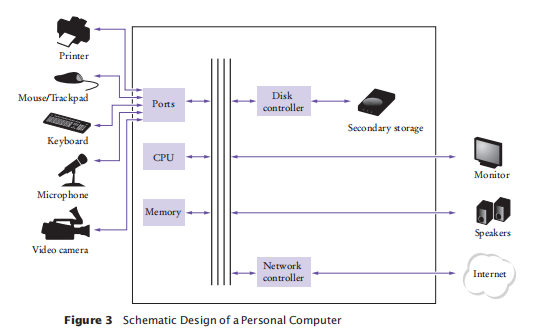 Printer
Mouse/Trackpad
Keyboard
Microphone
Video camera
Ports
CPU
Memory
Disk
controller
Secondary storage
Monitor
Speakers
Network
controller
Internet
Figure 3 Schematic Design of a Personal Computer